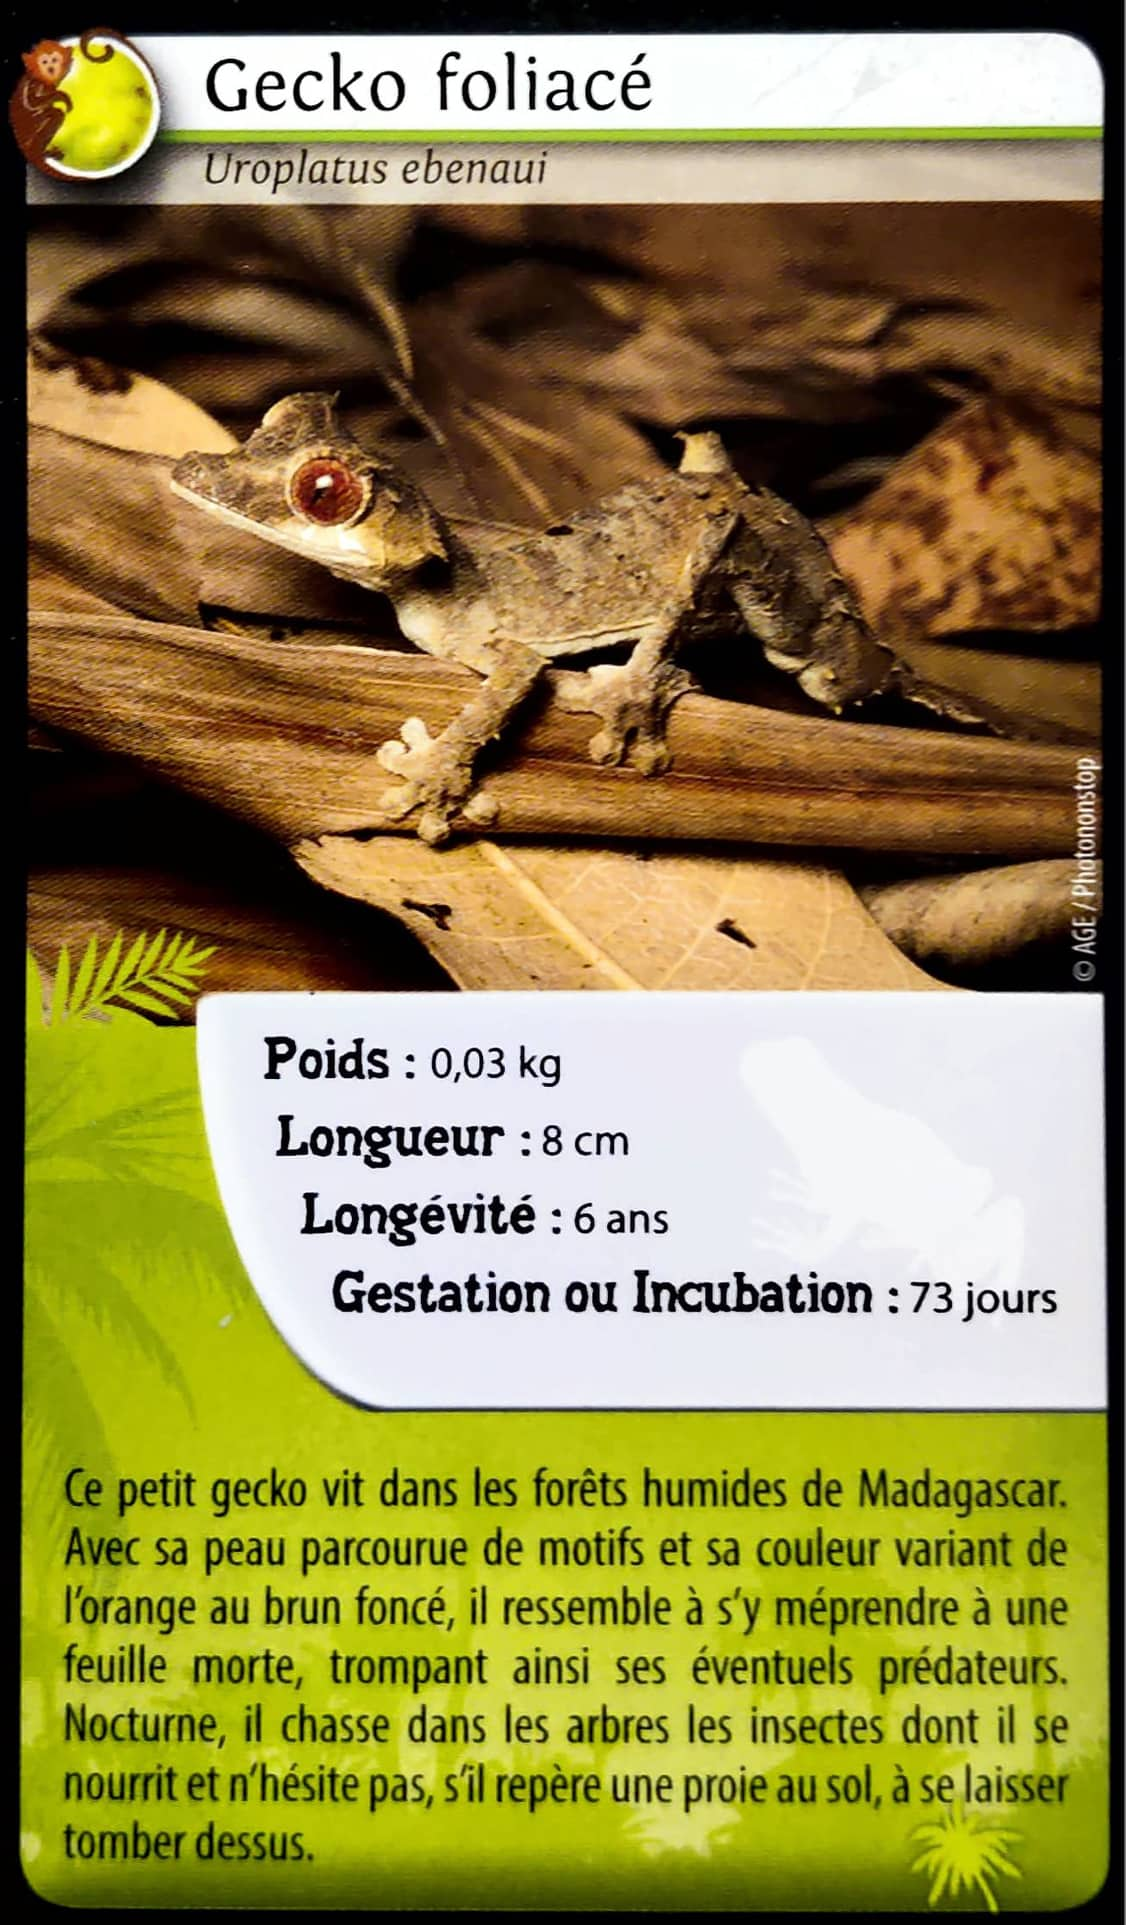 Gecko foliacé
Uroplatus ebenaui
© AGE / Photononstop
Poids : 0,03 kg
Longueur : 8 cm
Longévité : 6 ans
Gestation ou Incubation : 73 jours
Ce petit gecko vit dans les forêts humides de Madagascar.
Avec sa peau parcourue de motifs et sa couleur variant de
l'orange au brun foncé, il ressemble à s'y méprendre à une
feuille morte, trompant ainsi ses éventuels prédateurs.
Nocturne, il chasse dans les arbres les insectes dont il se
nourrit et n'hésite pas, s'il repère une proie au sol, à se laisser
tomber dessus.